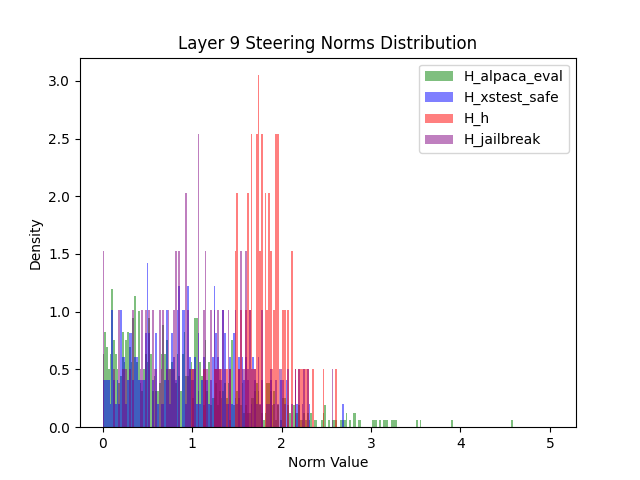 Layer 9 Steering Norms Distribution
H_alpaca_eval
H_xstest_safe
H_h
H_jailbreak
3.0
2.5
2.0
1.5
1.0
0.5
0.0
Density
0 1 2 3 4 5
Norm Value